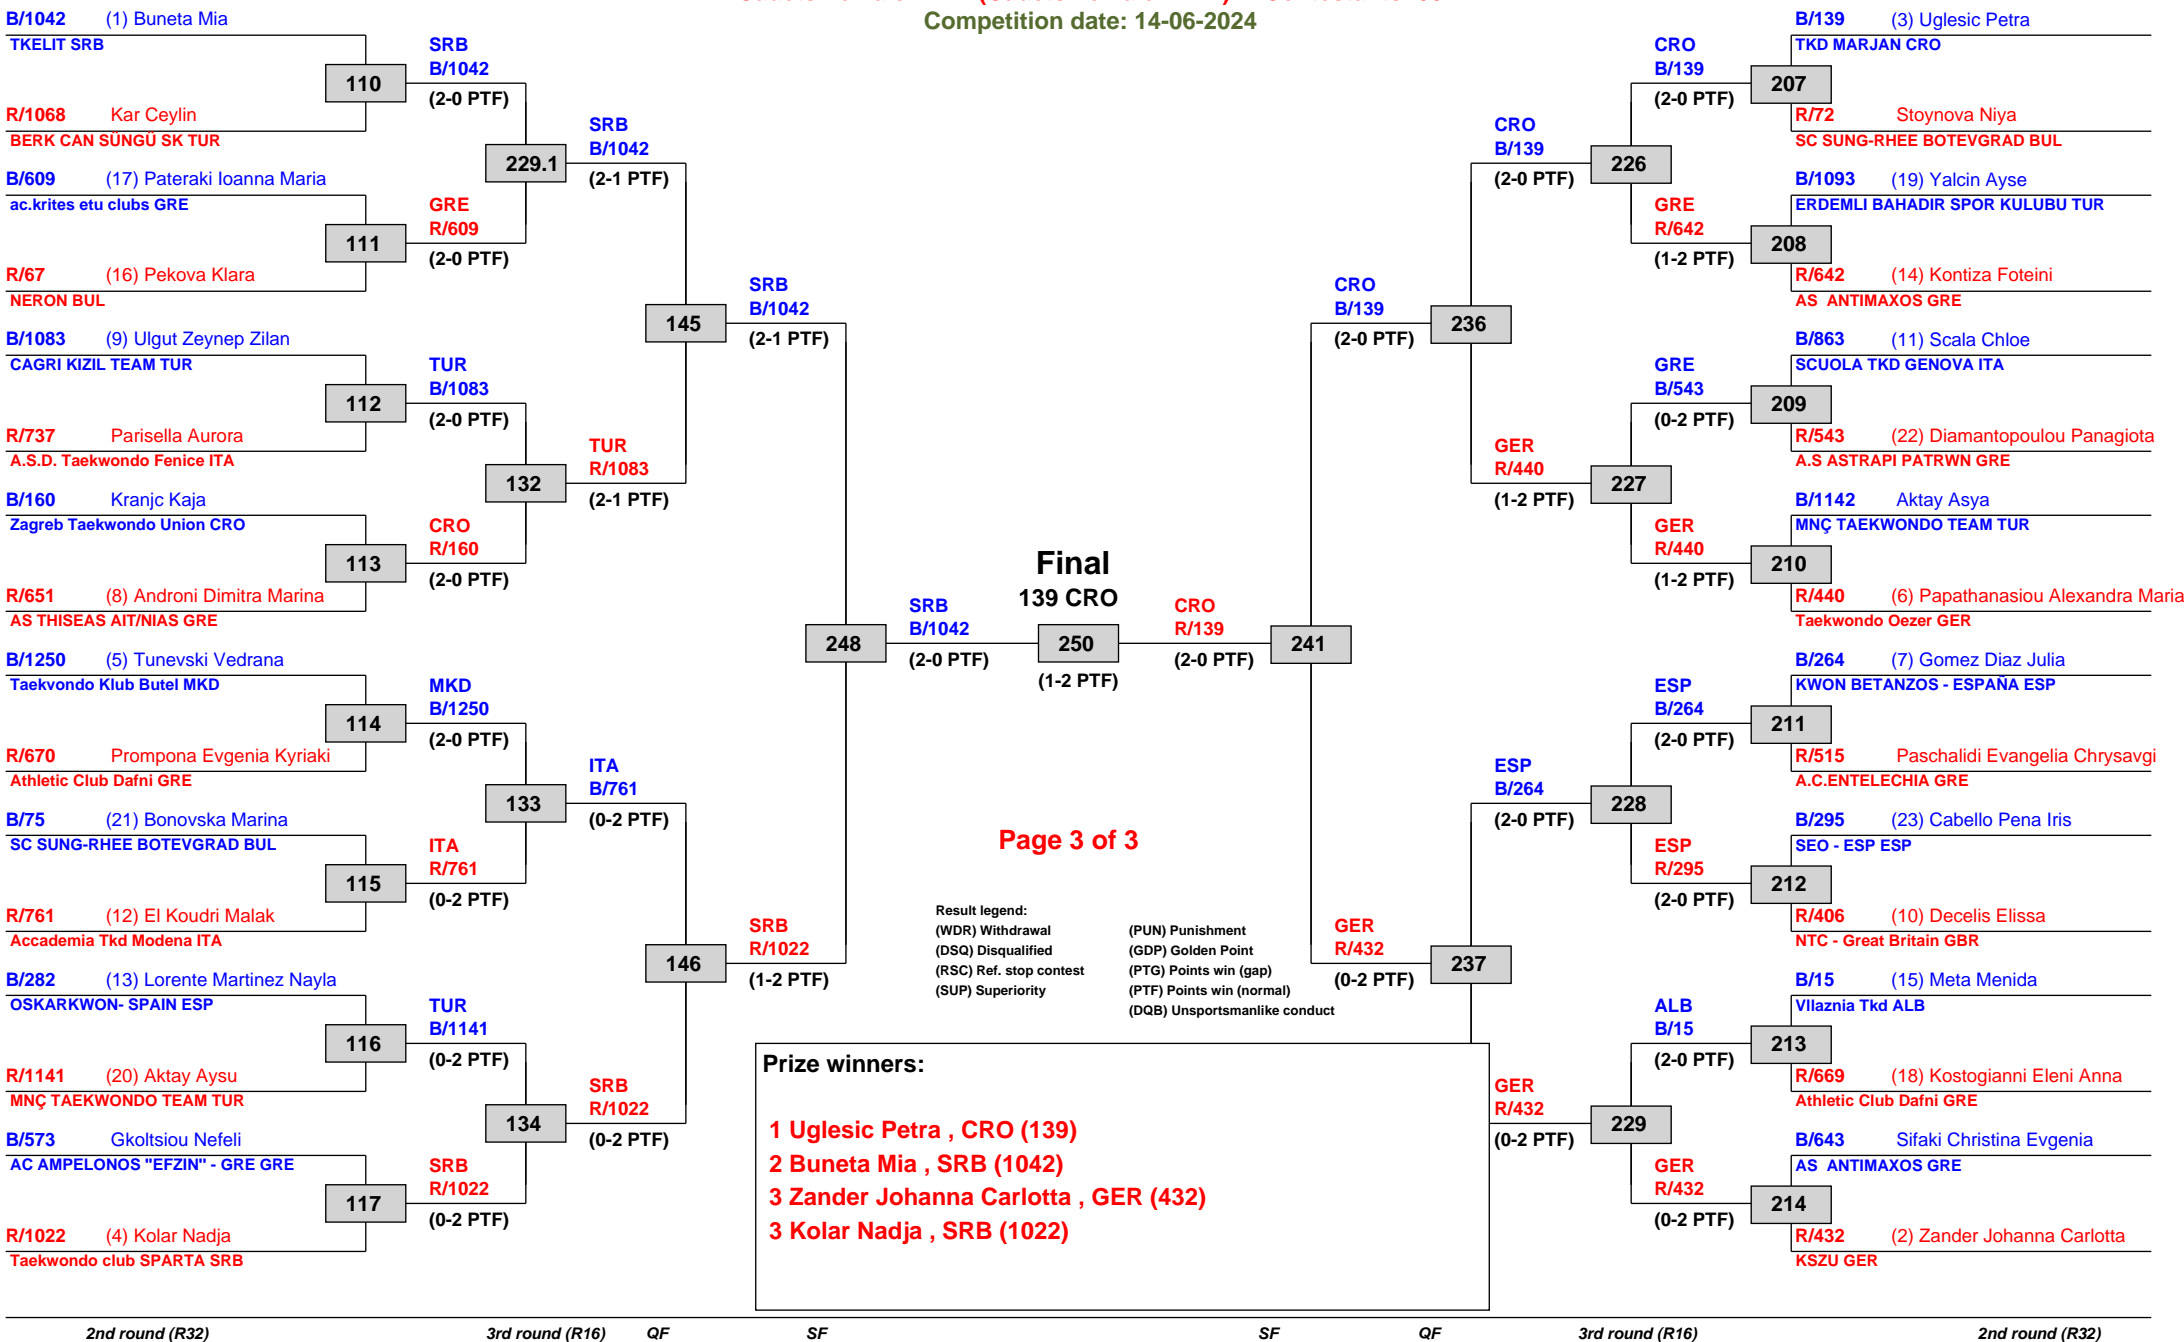 Competition date: 14-06-2024
B/1042 (1) Buneta Mia
TKELIT SRB
R/1068 Kar Ceylin
BERK CAN SÜNGÜ SK TUR
B/609 (17) Pateraki Ioanna Maria
ac.krites etu clubs GRE
R/67 (16) Pekova Klara
NERON BUL
B/1083 (9) Ulgut Zeynep Zilan
CAGRI KIZIL TEAM TUR
R/737 Parisella Aurora
A.S.D. Taekwondo Fenice ITA
B/160 Kranjc Kaja
Zagreb Taekwondo Union CRO
R/651 (8) Androni Dimitra Marina
AS THISEAS AIT/NIAS GRE
B/1250 (5) Tunevski Vedrana
Taekvondo Klub Butel MKD
R/670 Prompona Evgenia Kyriaki
Athletic Club Dafni GRE
B/75 (21) Bonovska Marina
SC SUNG-RHEE BOTEVGRAD BUL
R/761 (12) El Koudri Malak
Accademia Tkd Modena ITA
B/282 (13) Lorente Martinez Nayla
OSKARKWON- SPAIN ESP
R/1141 (20) Aktay Aysu
MNÇ TAEKWONDO TEAM TUR
B/573 Gkoltsiou Nefeli
AC AMPELONOS "EFZIN" - GRE GRE
R/1022 (4) Kolar Nadja
Taekwondo club SPARTA SRB
110
111
112
113
114
115
116
117
SRB
B/1042
(2-0 PTF)
GRE
R/609
(2-0 PTF)
TUR
B/1083
(2-0 PTF)
CRO
R/160
(2-0 PTF)
MKD
B/1250
(2-0 PTF)
ITA
R/761
(0-2 PTF)
TUR
B/1141
(0-2 PTF)
SRB
R/1022
(0-2 PTF)
229.1
132
133
134
SRB
B/1042
(2-1 PTF)
TUR
R/1083
(2-1 PTF)
ITA
B/761
(0-2 PTF)
SRB
R/1022
(0-2 PTF)
145
146
SRB
B/1042
(2-1 PTF)
SRB
R/1022
(1-2 PTF)
248
SRB
B/1042
(2-0 PTF)
Final
139 CRO
250
(1-2 PTF)
CRO
R/139
(2-0 PTF)
241
CRO
B/139
(2-0 PTF)
GER
R/432
(0-2 PTF)
236
237
CRO
B/139
(2-0 PTF)
GER
R/440
(1-2 PTF)
ESP
B/264
(2-0 PTF)
GER
R/432
(0-2 PTF)
226
227
228
229
CRO
B/139
(2-0 PTF)
GRE
R/642
(1-2 PTF)
GRE
B/543
(0-2 PTF)
GER
R/440
(1-2 PTF)
ESP
B/264
(2-0 PTF)
ESP
R/295
(2-0 PTF)
ALB
B/15
(2-0 PTF)
GER
R/432
(0-2 PTF)
207
208
209
210
211
212
213
214
B/139 (3) Uglesic Petra
TKD MARJAN CRO
R/72 Stoynova Niya
SC SUNG-RHEE BOTEVGRAD BUL
B/1093 (19) Yalcin Ayse
ERDEMLI BAHADIR SPOR KULUBU TUR
R/642 (14) Kontiza Foteini
AS ANTIMAXOS GRE
B/863 (11) Scala Chloe
SCUOLA TKD GENOVA ITA
R/543 (22) Diamantopoulou Panagiota
A.S ASTRAPI PATRWN GRE
B/1142 Aktay Asya
MNÇ TAEKWONDO TEAM TUR
R/440 (6) Papathanasiou Alexandra Maria
Taekwondo Oezer GER
B/264 (7) Gomez Diaz Julia
KWON BETANZOS - ESPAÑA ESP
R/515 Paschalidi Evangelia Chrysavgi
A.C.ENTELECHIA GRE
B/295 (23) Cabello Pena Iris
SEO - ESP ESP
R/406 (10) Decelis Elissa
NTC - Great Britain GBR
B/15 (15) Meta Menida
Vllaznia Tkd ALB
R/669 (18) Kostogianni Eleni Anna
Athletic Club Dafni GRE
B/643 Sifaki Christina Evgenia
AS ANTIMAXOS GRE
R/432 (2) Zander Johanna Carlotta
KSZU GER
Page 3 of 3
Result legend:
(WDR) Withdrawal (PUN) Punishment
(DSQ) Disqualified (GDP) Golden Point
(RSC) Ref. stop contest (PTG) Points win (gap)
(SUP) Superiority (PTF) Points win (normal)
(DQB) Unsportsmanlike conduct
Prize winners:
1 Uglesic Petra , CRO (139)
2 Buneta Mia , SRB (1042)
3 Zander Johanna Carlotta , GER (432)
3 Kolar Nadja , SRB (1022)
2nd round (R32) 3rd round (R16) QF SF SF QF 3rd round (R16) 2nd round (R32)